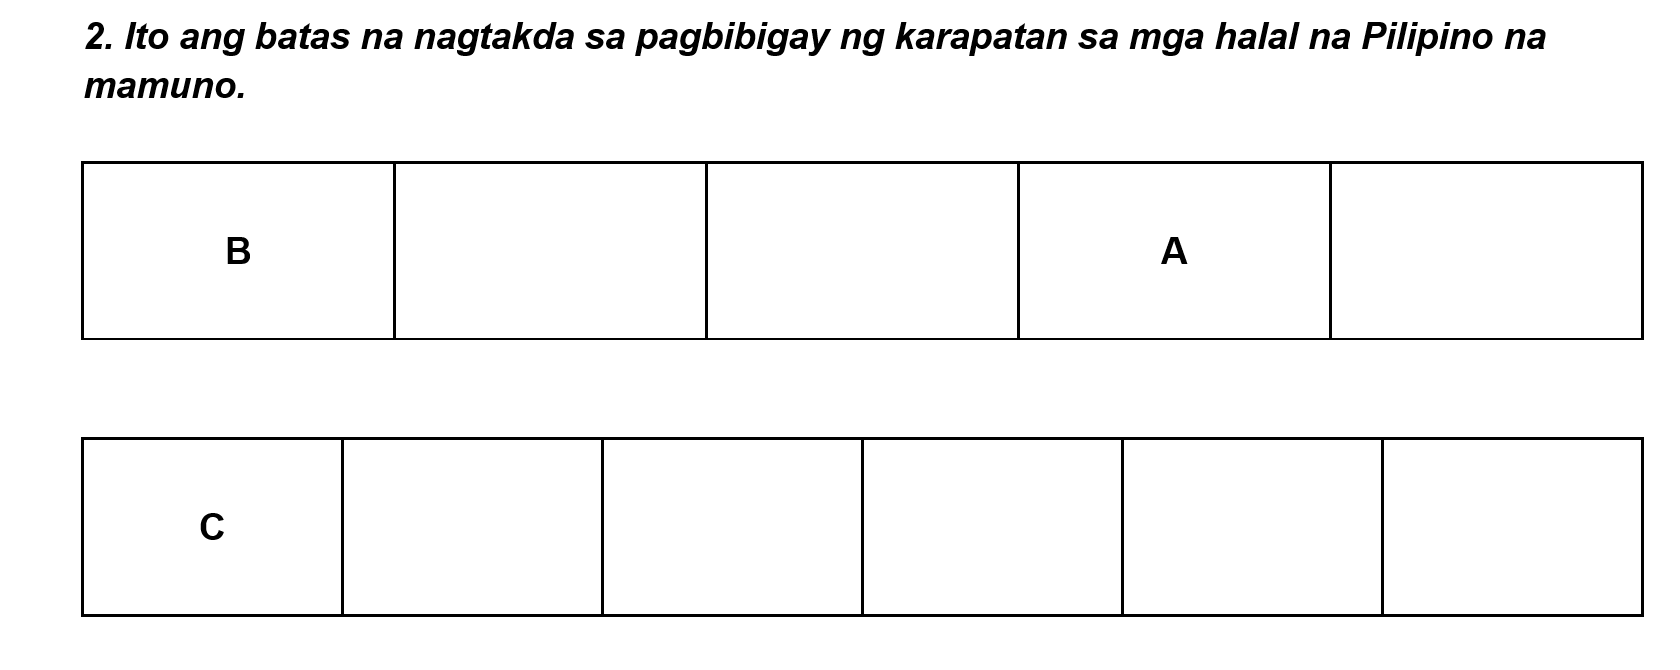 2. Ito ang batas na nagtakda sa pagbibigay ng karapatan sa mga halal na Pilipino na
mamuno.
B A
C